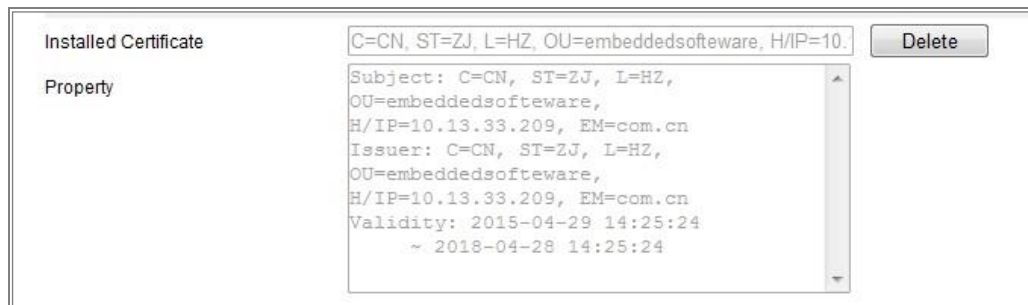 Installed Certificate C=CN, ST=ZJ, L=HZ, OU=embeddedsofteware, H/IP=10. Delete
Property
Subject: C=CN, ST=ZJ, L=HZ,
OU=embeddedsofteware,
H/IP=10.13.33.209, EM=com.cn
Issuer: C=CN, ST=ZJ, L=HZ,
OU=embeddedsofteware,
H/IP=10.13.33.209, EM=com.cn
Validity: 2015-04-29 14:25:24
~ 2018-04-28 14:25:24